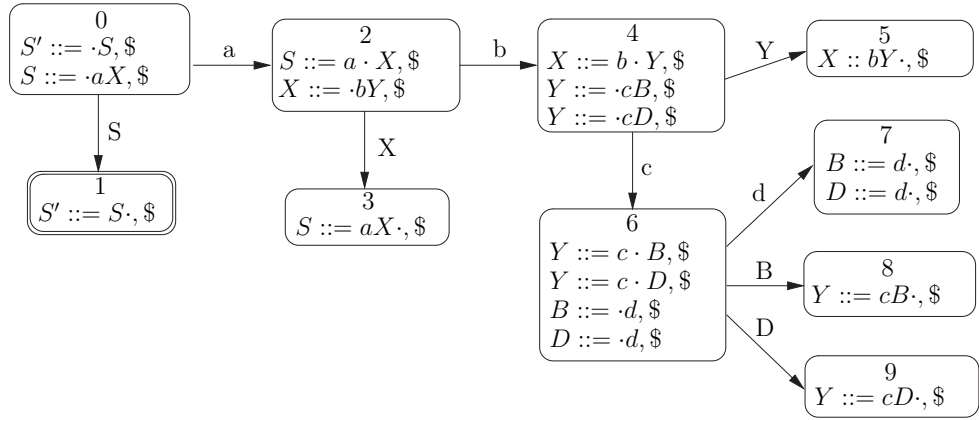 0
S' ::= ·S, $
S ::= ·aX, $
a
2
S ::= a · X, $
X ::= ·bY, $
b
4
X ::= b · Y, $
Y ::= ·cB, $
Y ::= ·cD, $
Y
5
X :: bY·, $
S
1
S' ::= S·, $
X
3
S ::= aX·, $
c
6
Y ::= c · B, $
Y ::= c · D, $
B ::= ·d, $
D ::= ·d, $
d
7
B ::= d·, $
D ::= d·, $
B
8
Y ::= cB·, $
D
9
Y ::= cD·, $